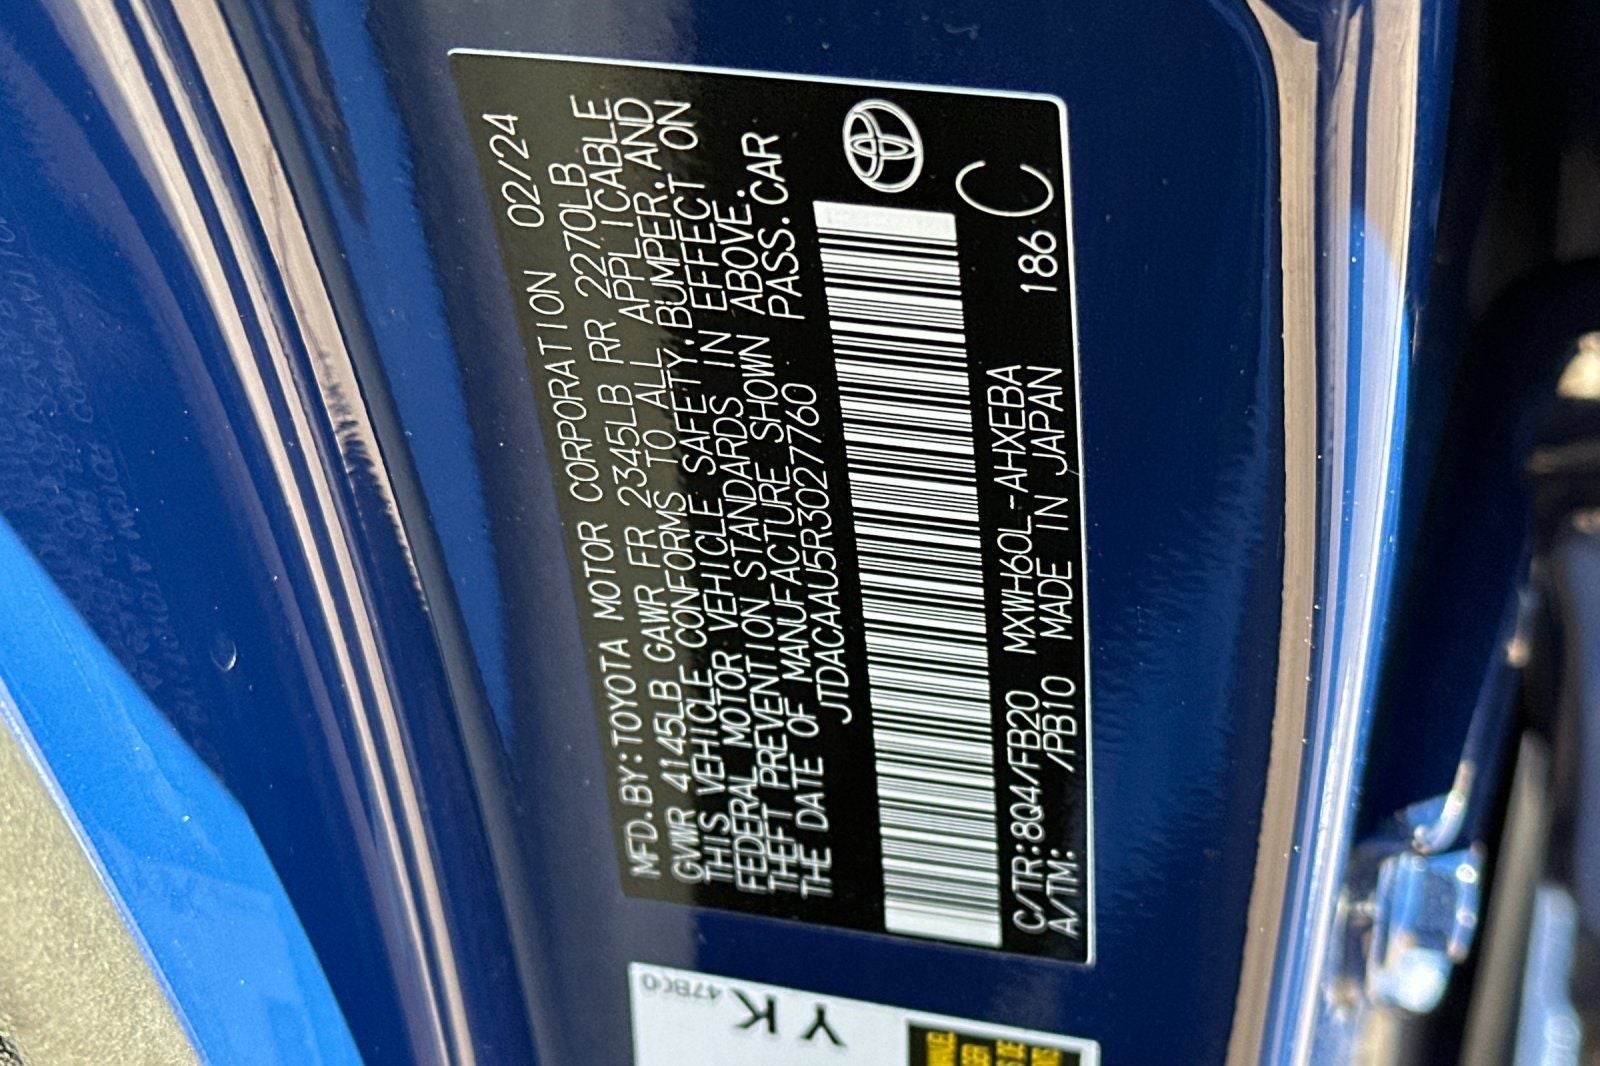 MFD.BY:TOYOTA MOTOR CORPORATION 02/24
GVWR 4145LB GAWR FR 2345LB RR 2270LB
THIS VEHICLE CONFORMS TO ALL APPLICABLE
FEDERAL MOTOR VEHICLE SAFETY, BUMPER, AND
THEFT PREVENTION STANDARDS IN EFFECT ON
THE DATE OF MANUFACTURE SHOWN ABOVE.
JTDACAAU5R3027760 PASS.CAR
C/TR:8Q4/FB20 MXWH60L-AHXEBA 186 C
A/TM: /PB10 MADE IN JAPAN
YK
47BC0